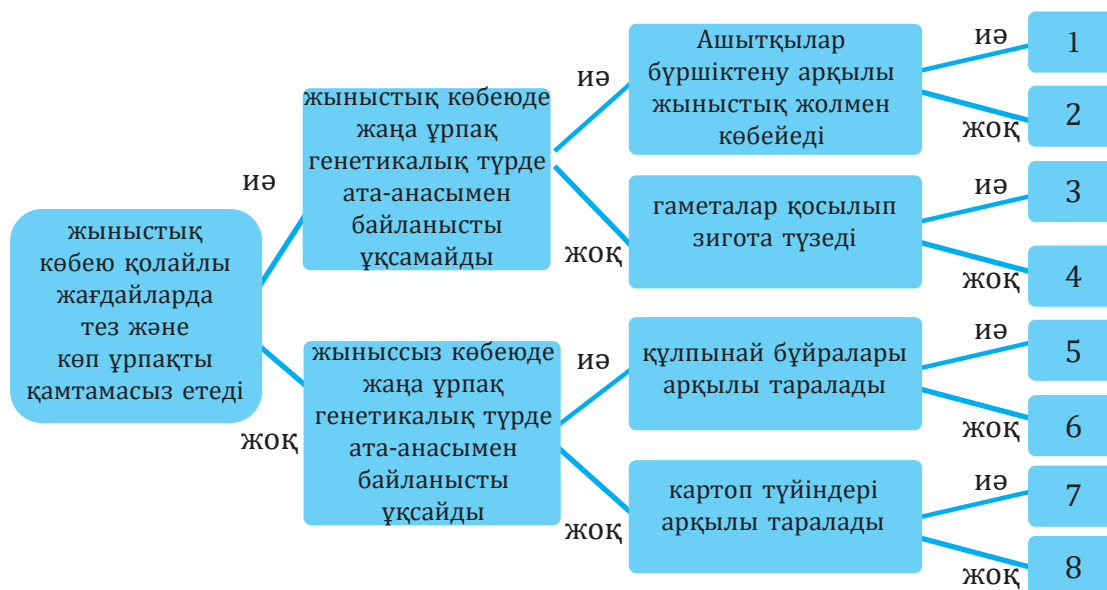 жыныстық
көбею қолайлы
жағдайларда
тез және
көп ұрпақты
қамтамасыз етеді
иә
жоқ
жыныстық көбеюде
жаңа ұрпақ
генетикалық түрде
ата-анасымен
байланысты
ұқсамайды
иә
жоқ
жыныссыз көбеюде
жаңа ұрпақ
генетикалық түрде
ата-анасымен
байланысты
ұқсайды
иә
жоқ
Ашытқылар
бүршіктену арқылы
жыныстық жолмен
көбейеді
иә
1
жоқ
2
гаметалар қосылып
зигота түзеді
иә
3
жоқ
4
құлпынай бұйралары
арқылы таралады
иә
5
жоқ
6
картоп түйіндері
арқылы таралады
иә
7
жоқ
8